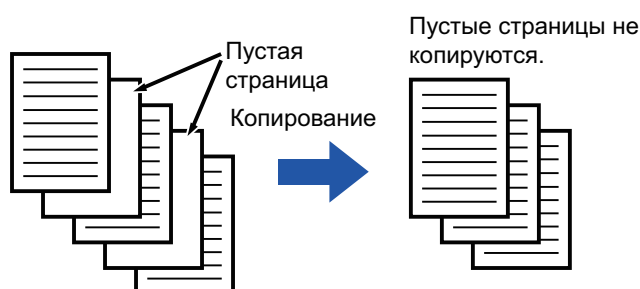 Пустая
страница
Копирование
Пустые страницы не
копируются.